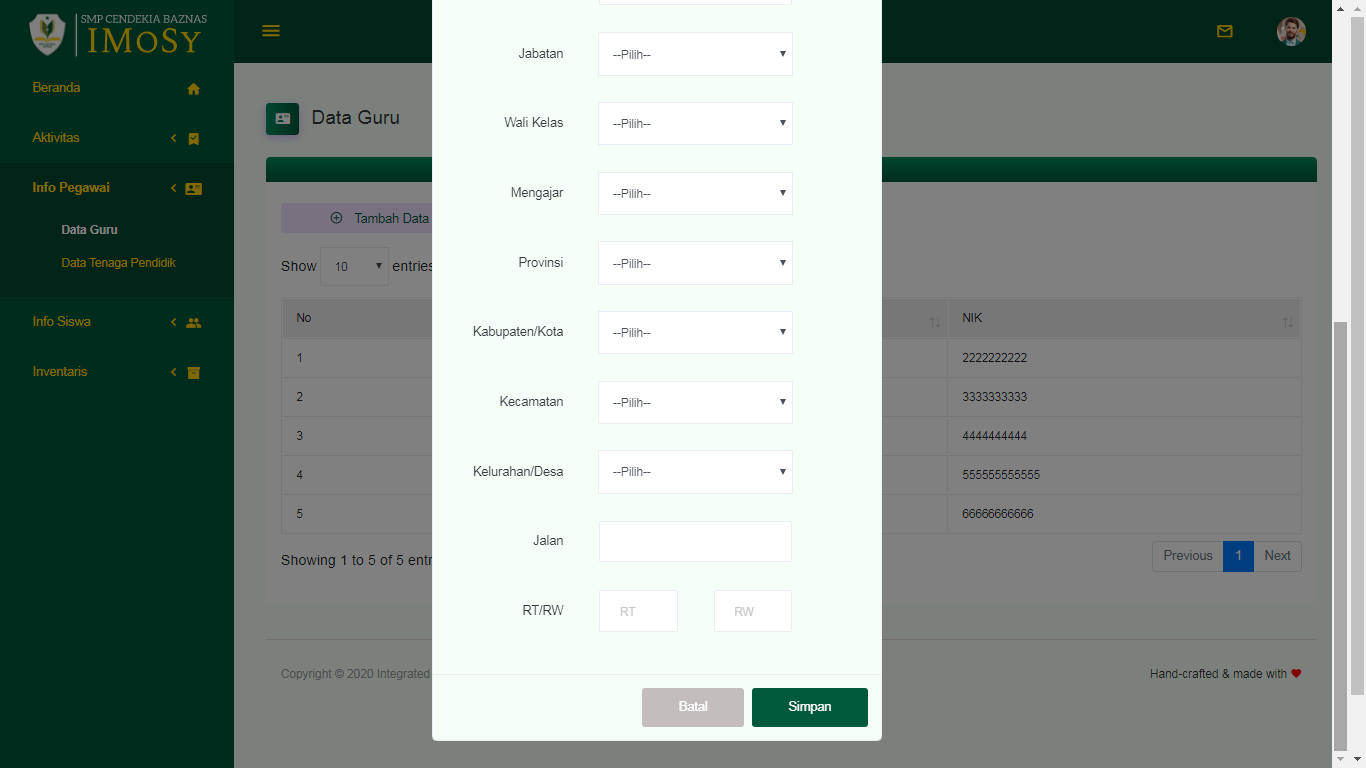 SMP CENDEKIA BAZNAS
IMoSy
Beranda
Aktivitas
Info Pegawai
Data Guru
Data Tenaga Pendidik
Info Siswa
Inventaris
Data Guru
Tambah Data
Show 10 entries
No NIK
1 2222222222
2 3333333333
3 4444444444
4 555555555555
5 66666666666
Showing 1 to 5 of 5
Previous 1 Next
Copyright © 2020 Integrated
Hand-crafted & made with
Jabatan --Pilih--
Wali Kelas --Pilih--
Mengajar --Pilih--
Provinsi --Pilih--
Kabupaten/Kota --Pilih--
Kecamatan --Pilih--
Kelurahan/Desa --Pilih--
Jalan
RT/RW RT RW
Batal Simpan